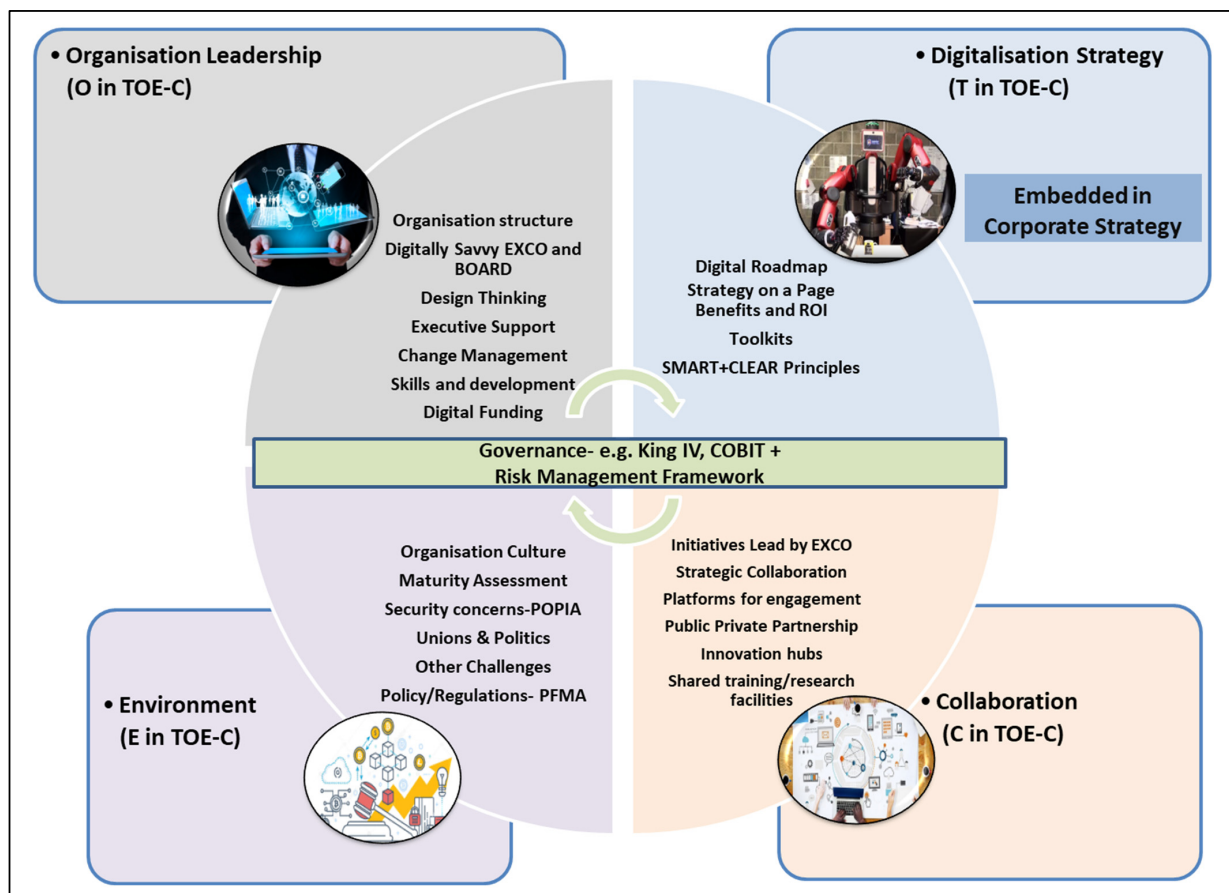 • Organisation Leadership
(O in TOE-C)
• Digitalisation Strategy
(T in TOE-C)
Embedded in
Corporate Strategy
Organisation structure
Digitally Savvy EXCO and
BOARD
Design Thinking
Executive Support
Change Management
Skills and development
Digital Funding
Digital Roadmap
Strategy on a Page
Benefits and ROI
Toolkits
SMART+CLEAR Principles
Governance- e.g. King IV, COBIT +
Risk Management Framework
Organisation Culture
Maturity Assessment
Security concerns-POPIA
Unions & Politics
Other Challenges
Policy/Regulations- PFMA
Initiatives Lead by EXCO
Strategic Collaboration
Platforms for engagement
Public Private Partnership
Innovation hubs
Shared training/research
facilities
• Environment
(E in TOE-C)
• Collaboration
(C in TOE-C)